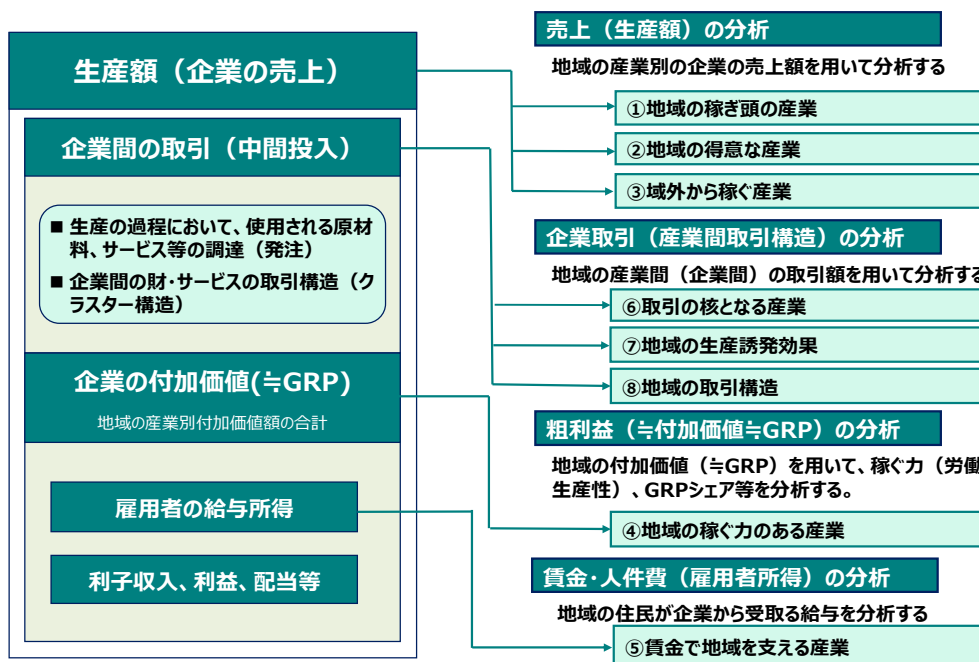 生産額（企業の売上）
企業間の取引（中間投入）
■ 生産の過程において、使用される原材
料、サービス等の調達（発注）
■ 企業間の財・サービスの取引構造（ク
ラスター構造）
企業の付加価値(≒GRP)
地域の産業別付加価値額の合計
雇用者の給与所得
利子収入、利益、配当等
売上（生産額）の分析
地域の産業別の企業の売上額を用いて分析する
①地域の稼ぎ頭の産業
②地域の得意な産業
③域外から稼ぐ産業
企業取引（産業間取引構造）の分析
地域の産業間（企業間）の取引額を用いて分析する
⑥取引の核となる産業
⑦地域の生産誘発効果
⑧地域の取引構造
粗利益（≒付加価値≒GRP）の分析
地域の付加価値（≒GRP）を用いて、稼ぐ力（労働
生産性）、GRPシェア等を分析する。
④地域の稼ぐ力のある産業
賃金・人件費（雇用者所得）の分析
地域の住民が企業から受取る給与を分析する
⑤賃金で地域を支える産業